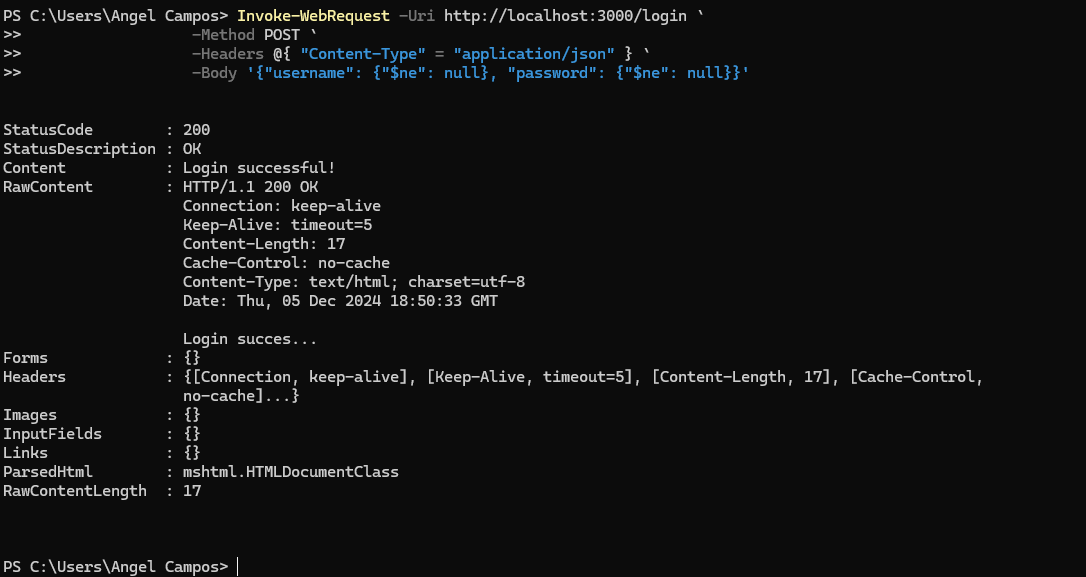 PS C:\Users\Angel Campos> Invoke-WebRequest -Uri http://localhost:3000/login `
>>                   -Method POST `
>>                   -Headers @{ "Content-Type" = "application/json" } `
>>                   -Body '{"username": {"$ne": null}, "password": {"$ne": null}}'
StatusCode        : 200
StatusDescription : OK
Content           : Login successful!
RawContent        : HTTP/1.1 200 OK
                    Connection: keep-alive
                    Keep-Alive: timeout=5
                    Content-Length: 17
                    Cache-Control: no-cache
                    Content-Type: text/html; charset=utf-8
                    Date: Thu, 05 Dec 2024 18:50:33 GMT
                    Login succes...
Forms             : {}
Headers           : {[Connection, keep-alive], [Keep-Alive, timeout=5], [Content-Length, 17], [Cache-Control,
                    no-cache]...}
Images            : {}
InputFields       : {}
Links             : {}
ParsedHtml        : mshtml.HTMLDocumentClass
RawContentLength  : 17
PS C:\Users\Angel Campos>